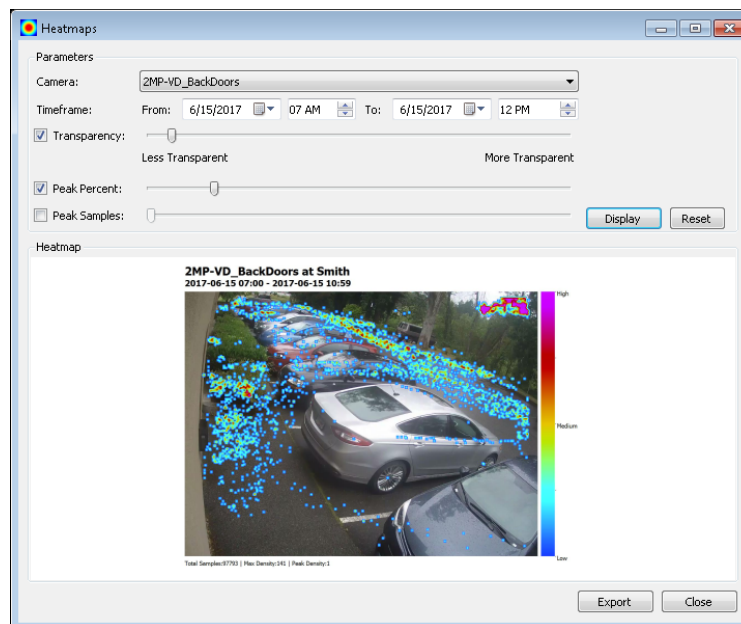 Heatmaps
Parameters
Camera: 2MP-VD_BackDoors
Timeframe: From: 6/15/2017 07 AM To: 6/15/2017 12 PM
Transparency:
Less Transparent More Transparent
Peak Percent:
Peak Samples: Display Reset
Heatmap
2MP-VD_BackDoors at Smith
2017-06-15 07:00 - 2017-06-15 10:59
High
Medium
Low
Total Samples:87703 | Max Density:141 | Peak Density:1
Export Close